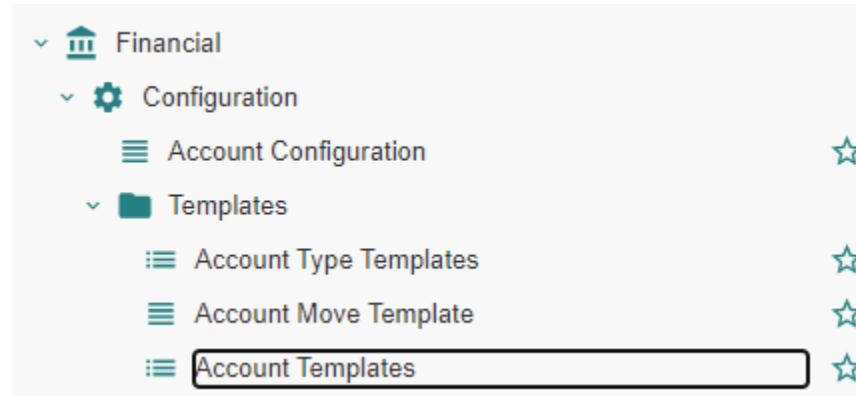 Financial
Configuration
Account Configuration
Templates
Account Type Templates
Account Move Template
Account Templates